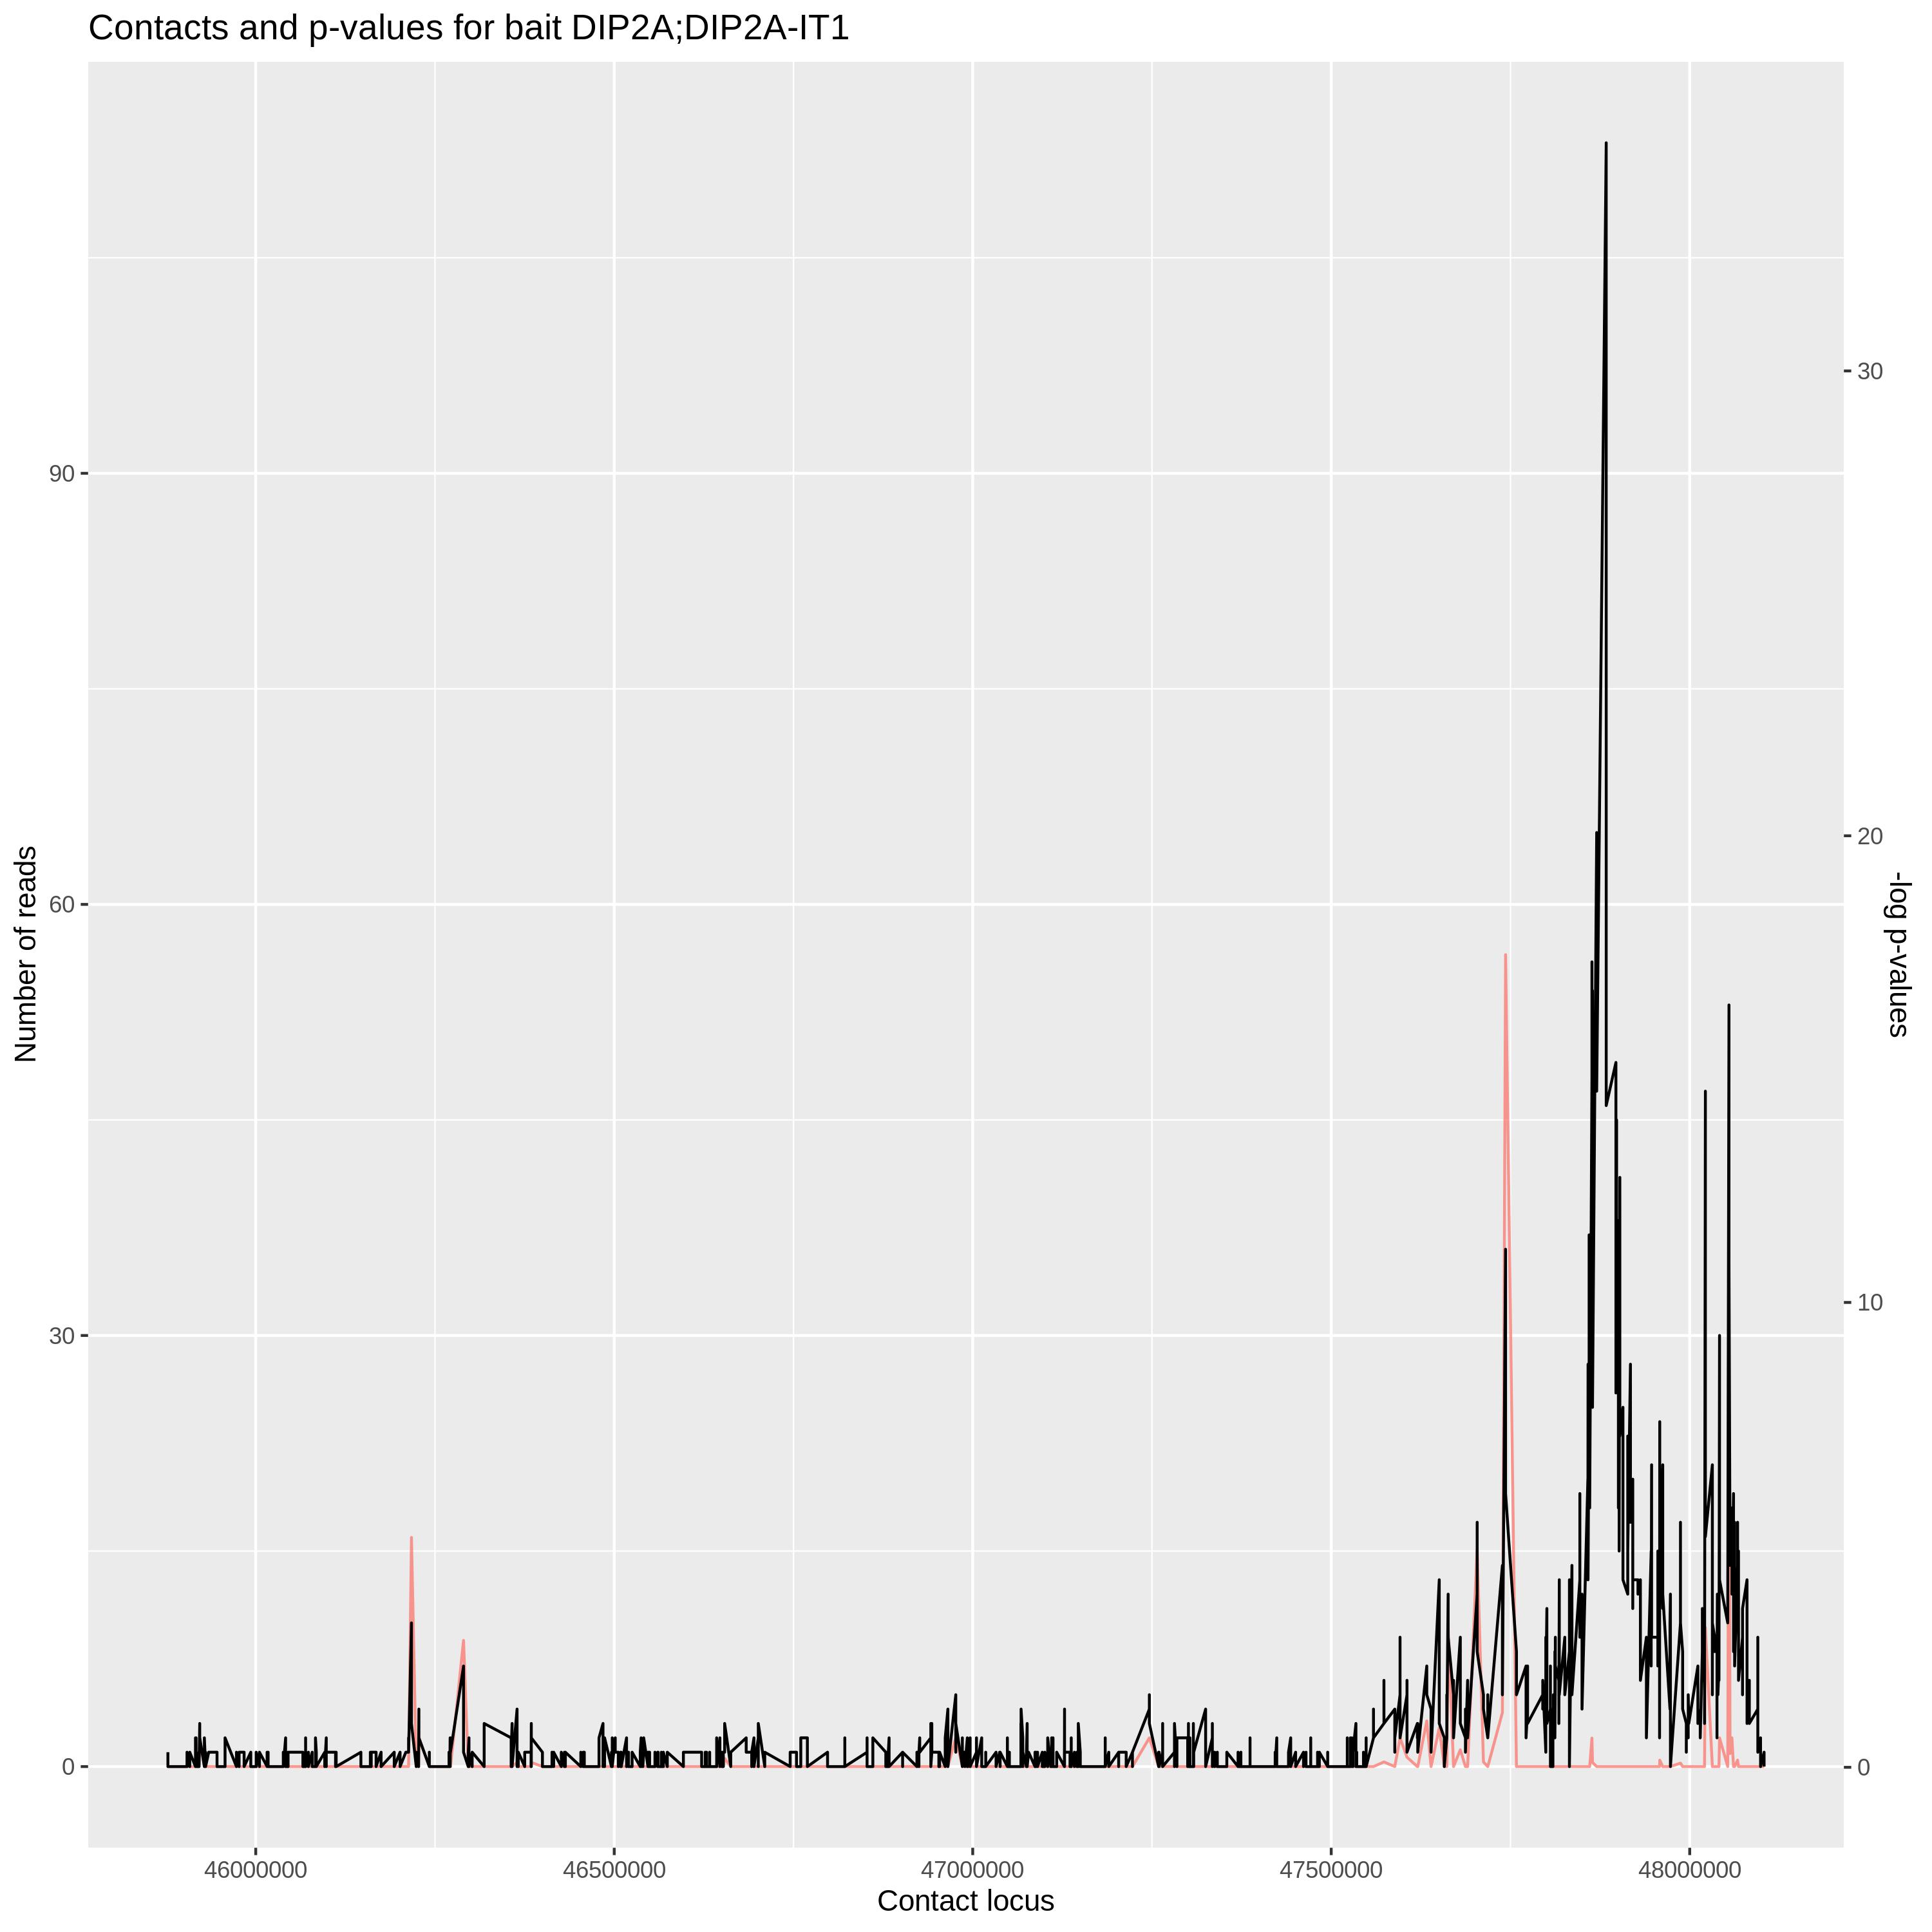 Contacts and p-values for bait DIP2A;DIP2A-IT1
Number of reads
90
60
30
0
30
20
10
0
-log p-values
46000000 46500000 47000000 47500000 48000000
Contact locus